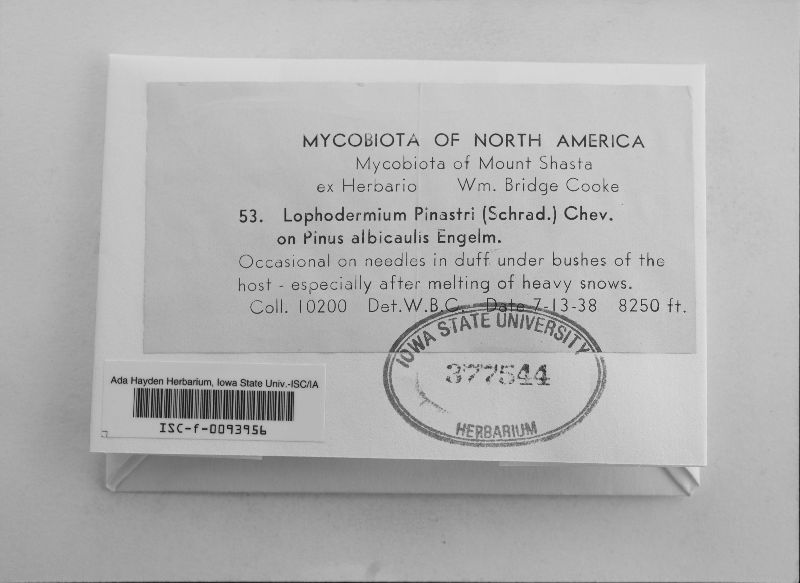 MYCOBIOTA OF NORTH AMERICA
Mycobiota of Mount Shasta
ex Herbario Wm. Bridge Cooke
53. Lophodermium Pinastri (Schrad.) Chev.
on Pinus albicaulis Engelm.
Occasional on needles in duff under bushes of the
host - especially after melting of heavy snows.
Coll. 10200 Det.W.B.C. Date 7-13-38 8250 ft.
IOWA STATE UNIVERSITY
377544
HERBARIUM
Ada Hayden Herbarium, Iowa State Univ.-ISC/IA
ISC-f-0093956